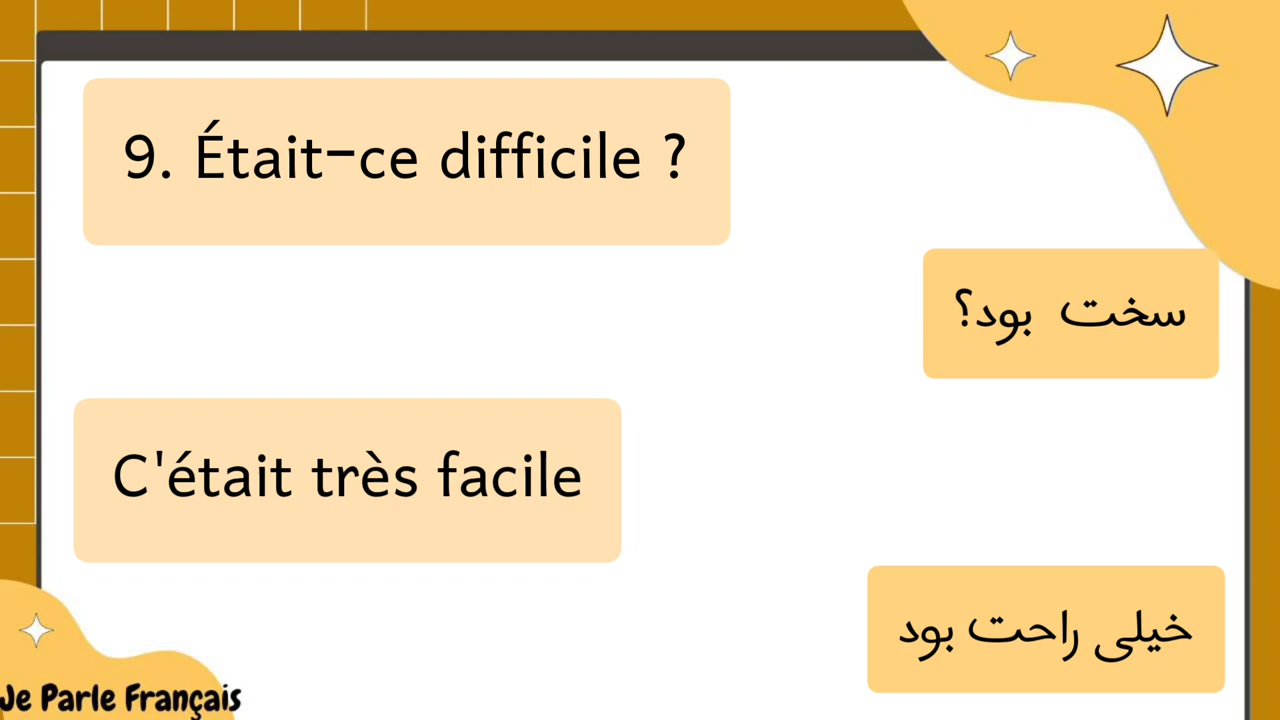 9. Était-ce difficile ?
سخت بود؟
C'était très facile
خیلی راحت بود
Je Parle Français